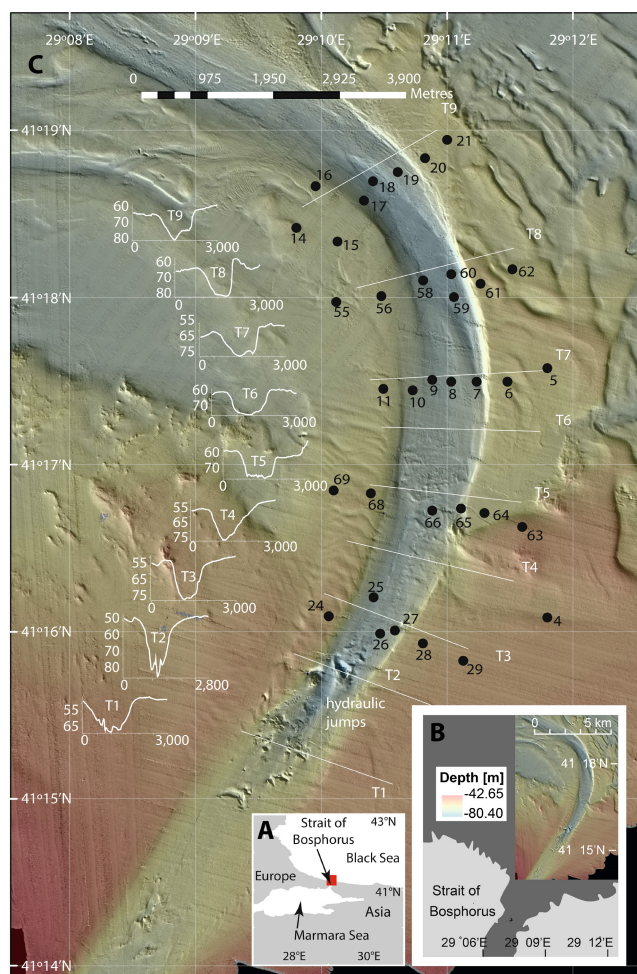 29°08′E 29°09′E 29°10′E 29°11′E 29°12′E
C
0 975 1,950 2,925 3,900
Metres
T9
41°19′N
21
20
19
18
16
17
14
15
60
70
80
T9
0 3,000
T8
60
62
61
58
59
55
56
60
70
80
T8
0 3,000
41°18′N
T7
5
6
7
8
9
10
11
55
65
75
T7
0 3,000
T6
60
70
T6
0 3,000
41°17′N
60
70
T5
0 3,000
69
68
T5
66
65
64
63
55
65
75
T4
0 3,000
T4
55
65
75
T3
0 3,000
25
24
27
26
28
29
4
T3
41°16′N
50
60
70
80
T2
0 2,800
T2
hydraulic
jumps
55
65
T1
0 3,000
T1
41°15′N
41°14′N
A
43°N
Strait of
Bosphorus
Black Sea
Europe
41°N
Asia
Marmara Sea
28°E 30°E
B
0 5 km
41 18′N
Depth [m]
-42.65
-80.40
41 15′N
Strait of
Bosphorus
29 °06′E 29 09′E 29 12′E